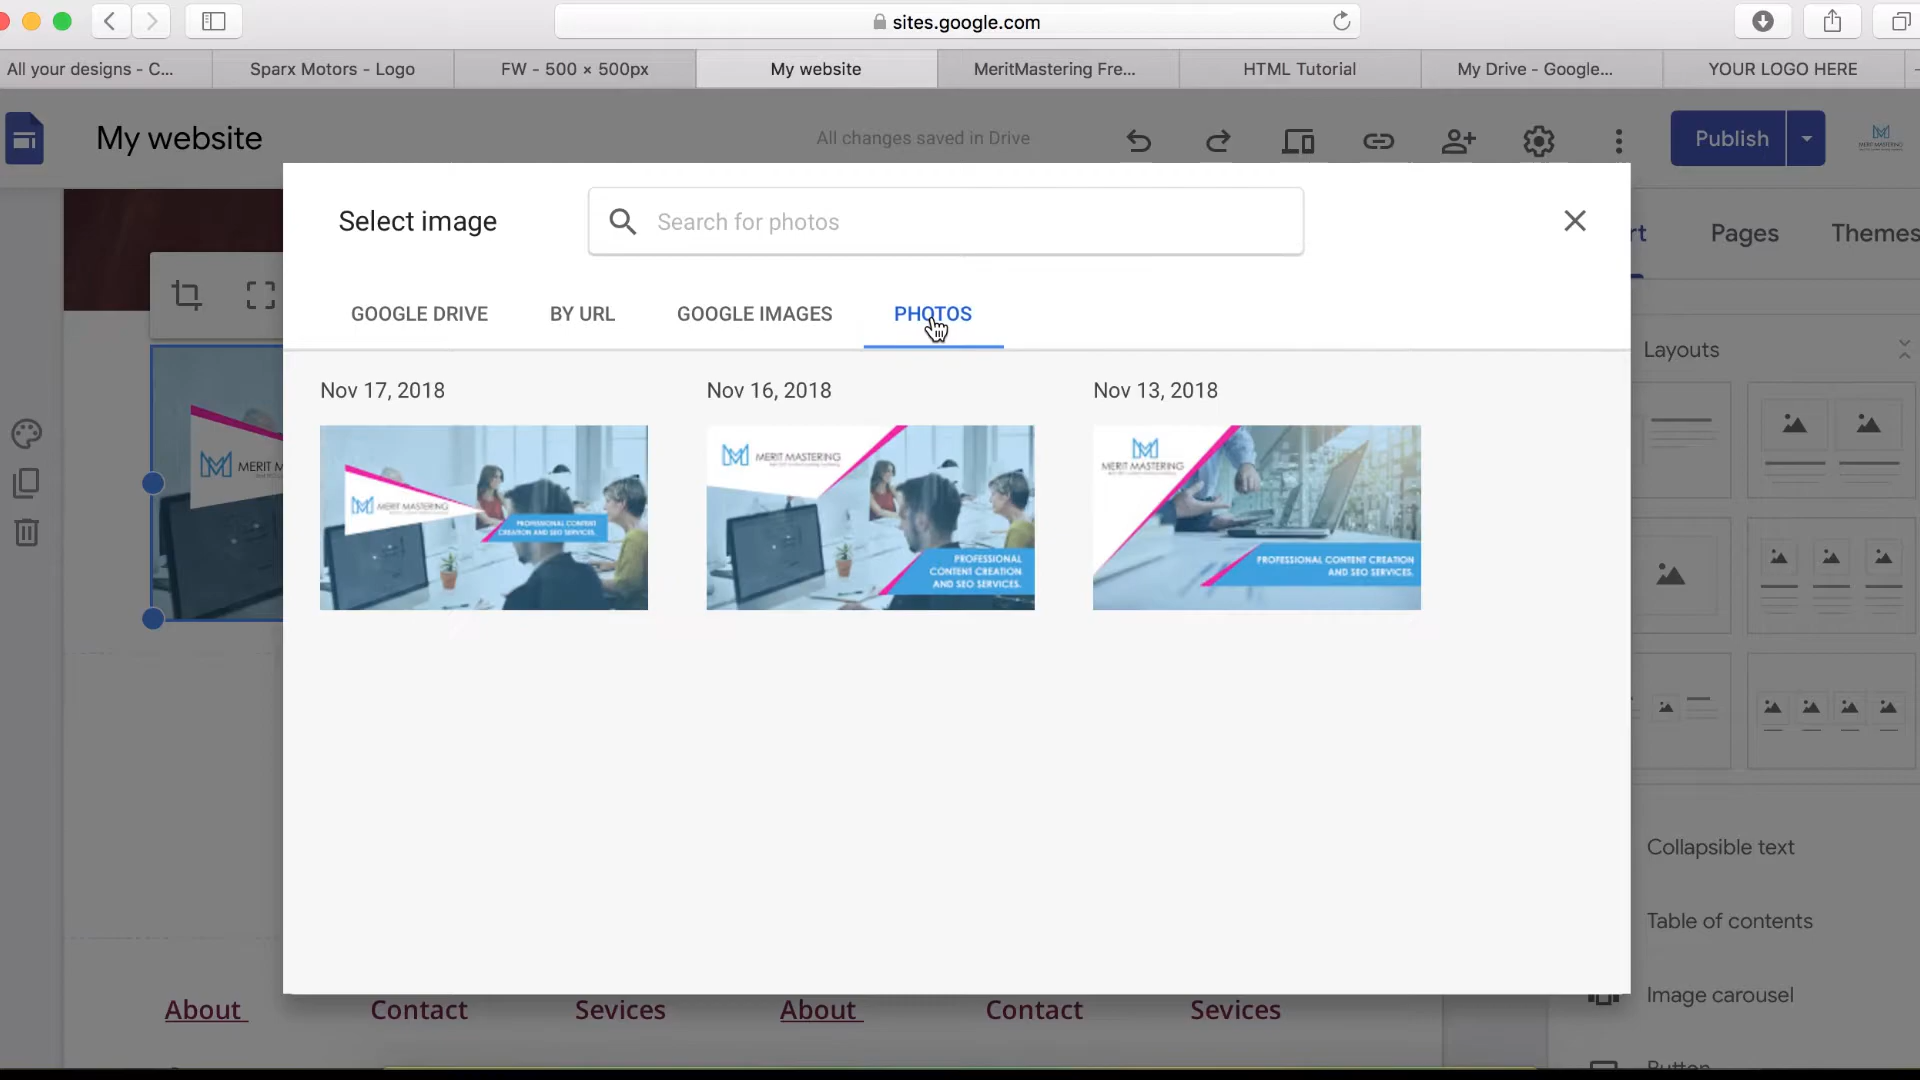 sites.google.com
All your designs - C...
Sparx Motors - Logo
FW - 500 × 500px
My website
MeritMastering Fre...
HTML Tutorial
My Drive - Google...
YOUR LOGO HERE
My website
All changes saved in Drive
Publish
Select image
Search for photos
rt
Pages
Themes
GOOGLE DRIVE
BY URL
GOOGLE IMAGES
PHOTOS
Layouts
Nov 17, 2018
Nov 16, 2018
Nov 13, 2018
MERIT M
MERIT MASTERING
PROFESSIONAL CONTENT
CREATION AND SEO SERVICES.
MERIT MASTERING
PROFESSIONAL
CONTENT CREATION
AND SEO SERVICES.
MERIT MASTERING
PROFESSIONAL CONTENT CREATION
AND SEO SERVICES.
Collapsible text
Table of contents
Image carousel
Button
About
Contact
Sevices
About
Contact
Sevices